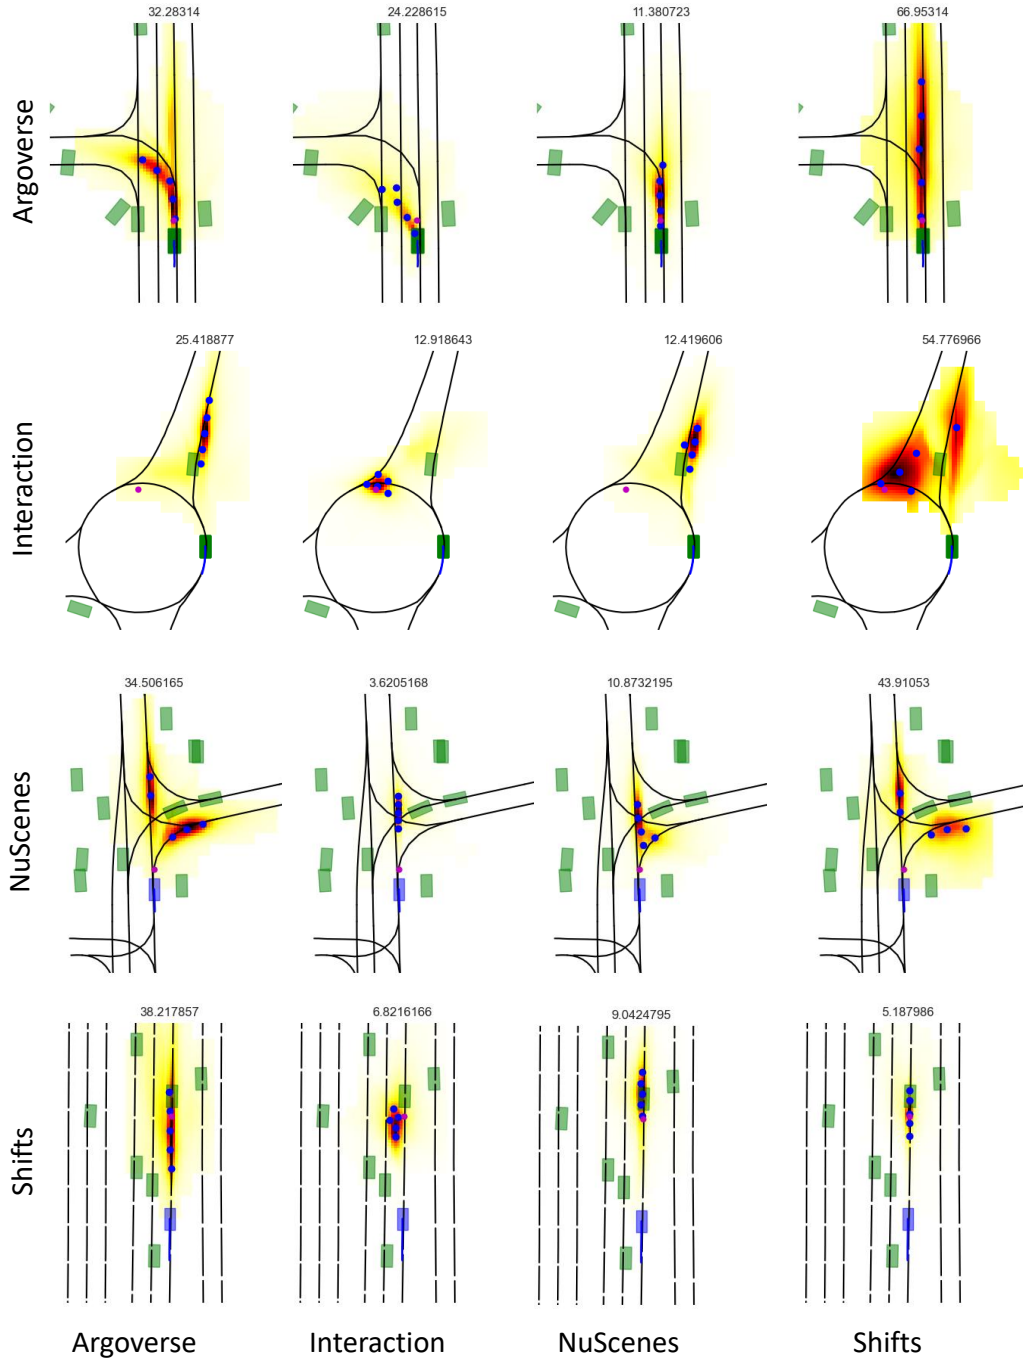 32.28314 24.228615 11.380723 66.95314
Argoverse
25.418877 12.918643 12.419606 54.776966
Interaction
34.506165 3.6205168 10.8732195 43.91053
NuScenes
38.217857 6.8216166 9.0424795 5.187986
Shifts
Argoverse Interaction NuScenes Shifts